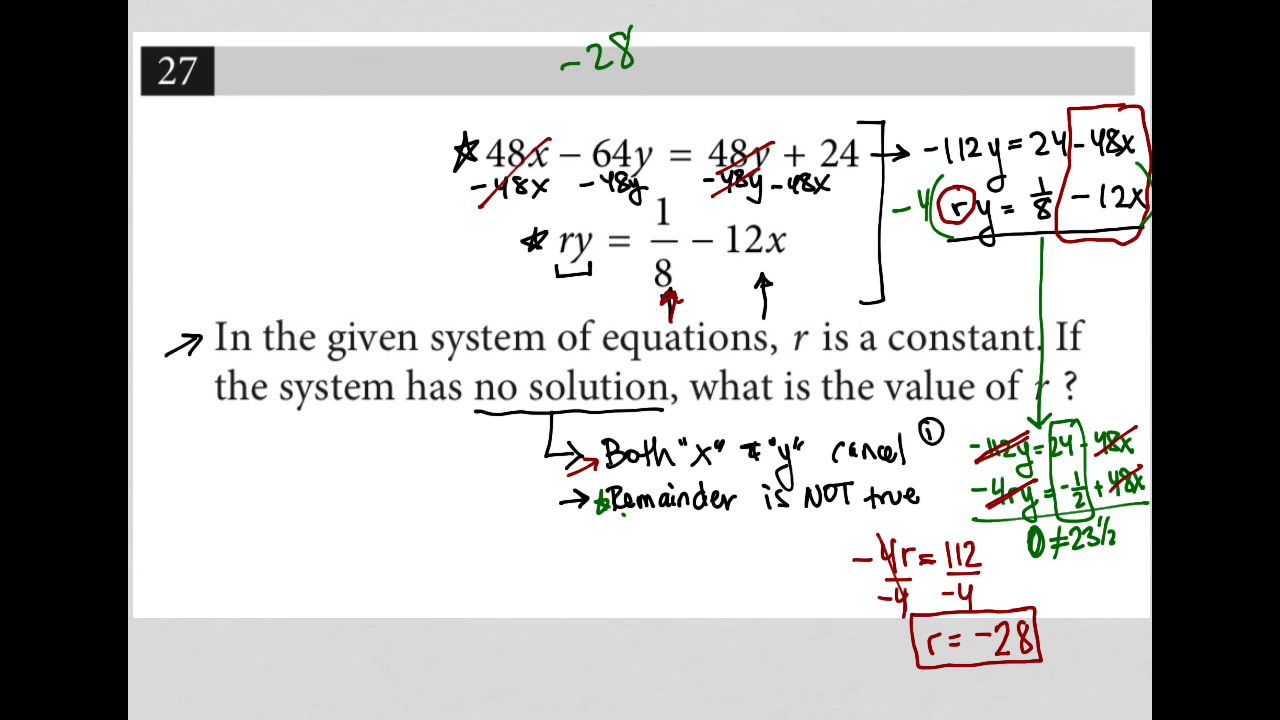 -28
27
48x − 64y = 48y + 24
-48x -48y -48y -48x
ry = 1/8 − 12x
-112y = 24 -48x
-4( ry = 1/8 -12x )
In the given system of equations, r is a constant. If
the system has no solution, what is the value of r ?
Both "x" & "y" cancel ①
Remainder is NOT true
-112y = 24 - 48x
-4ry = -1/2 + 48x
0 ≠ 23 1/2
-4r = 112
-4 -4
r = -28